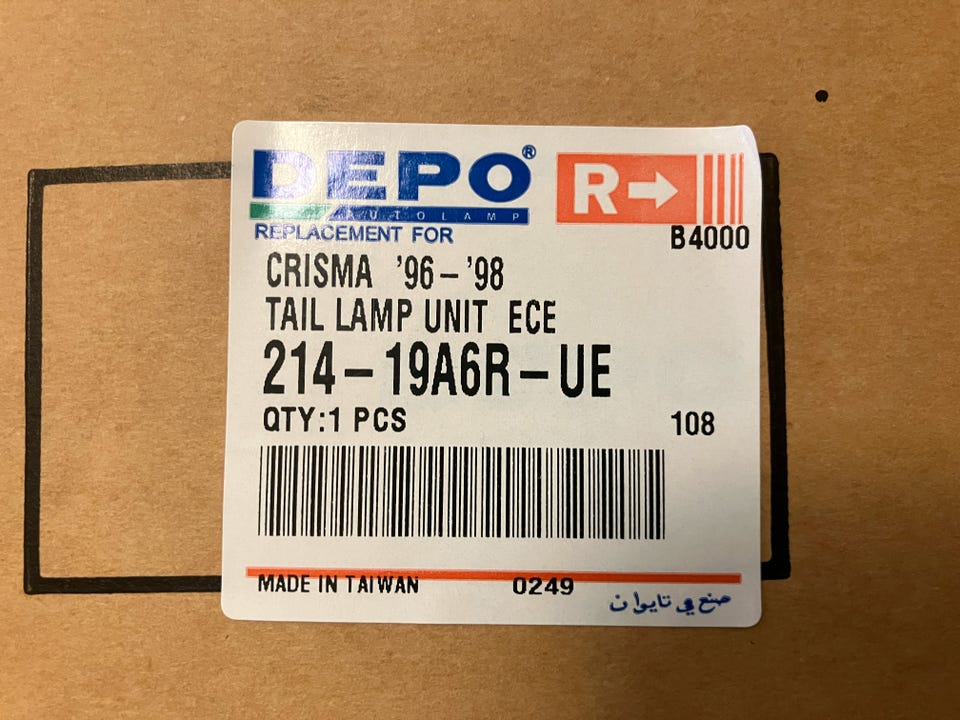 DEPO®
AUTOLAMP
R→
REPLACEMENT FOR
B4000
CRISMA '96-'98
TAIL LAMP UNIT ECE
214-19A6R-UE
QTY:1 PCS 108
MADE IN TAIWAN 0249
صنع في تايوان